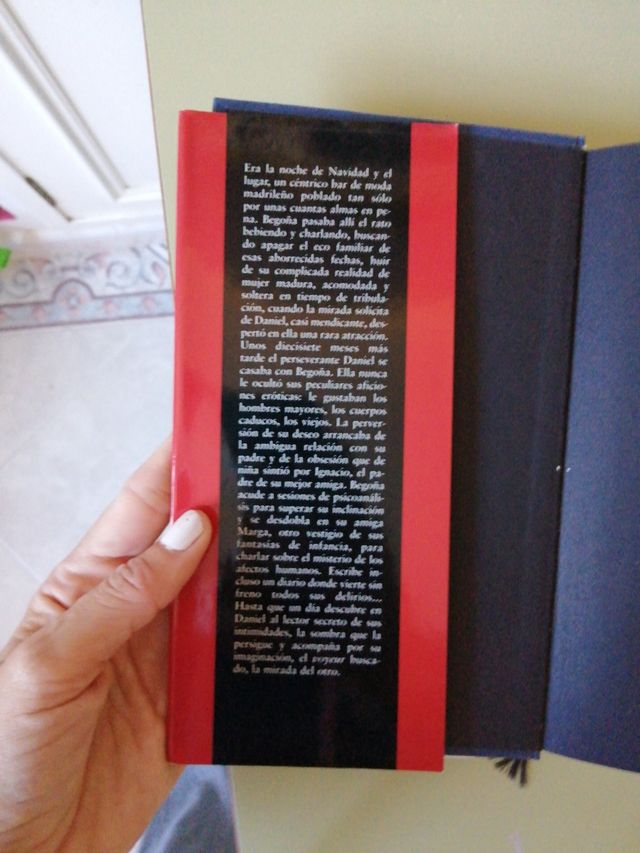 Era la noche de Navidad y el
lugar, un céntrico bar de moda
madrileño poblado tan sólo
por unas cuantas almas en pe-
na. Begoña pasaba allí el rato
bebiendo y charlando, buscan-
do apagar el eco familiar de
esas aborrecidas fechas, huir
de su complicada realidad de
mujer madura, acomodada y
soltera en tiempo de tribula-
ción, cuando la mirada solícita
de Daniel, casi mendicante, des-
pertó en ella una rara atracción.
Unos diecisiete meses más
tarde el perseverante Daniel se
casaba con Begoña. Ella nunca
le ocultó sus peculiares aficio-
nes eróticas: le gustaban los
hombres mayores, los cuerpos
caducos, los viejos. La perver-
sión de su deseo arrancaba de
la ambigua relación con su
padre y de la obsesión que de
niña sintió por Ignacio, el pa-
dre de su mejor amiga. Begoña
acude a sesiones de psicoanáli-
sis para superar su inclinación
y se desdobla en su amiga
Marga, otro vestigio de sus
fantasías de infancia, para
charlar sobre el misterio de los
afectos humanos. Escribe in-
cluso un diario donde vierte sin
freno todos sus delirios...
Hasta que un día descubre en
Daniel al lector secreto de sus
intimidades, la sombra que la
persigue y acompaña por su
imaginación, el voyeur busca-
do, la mirada del otro.